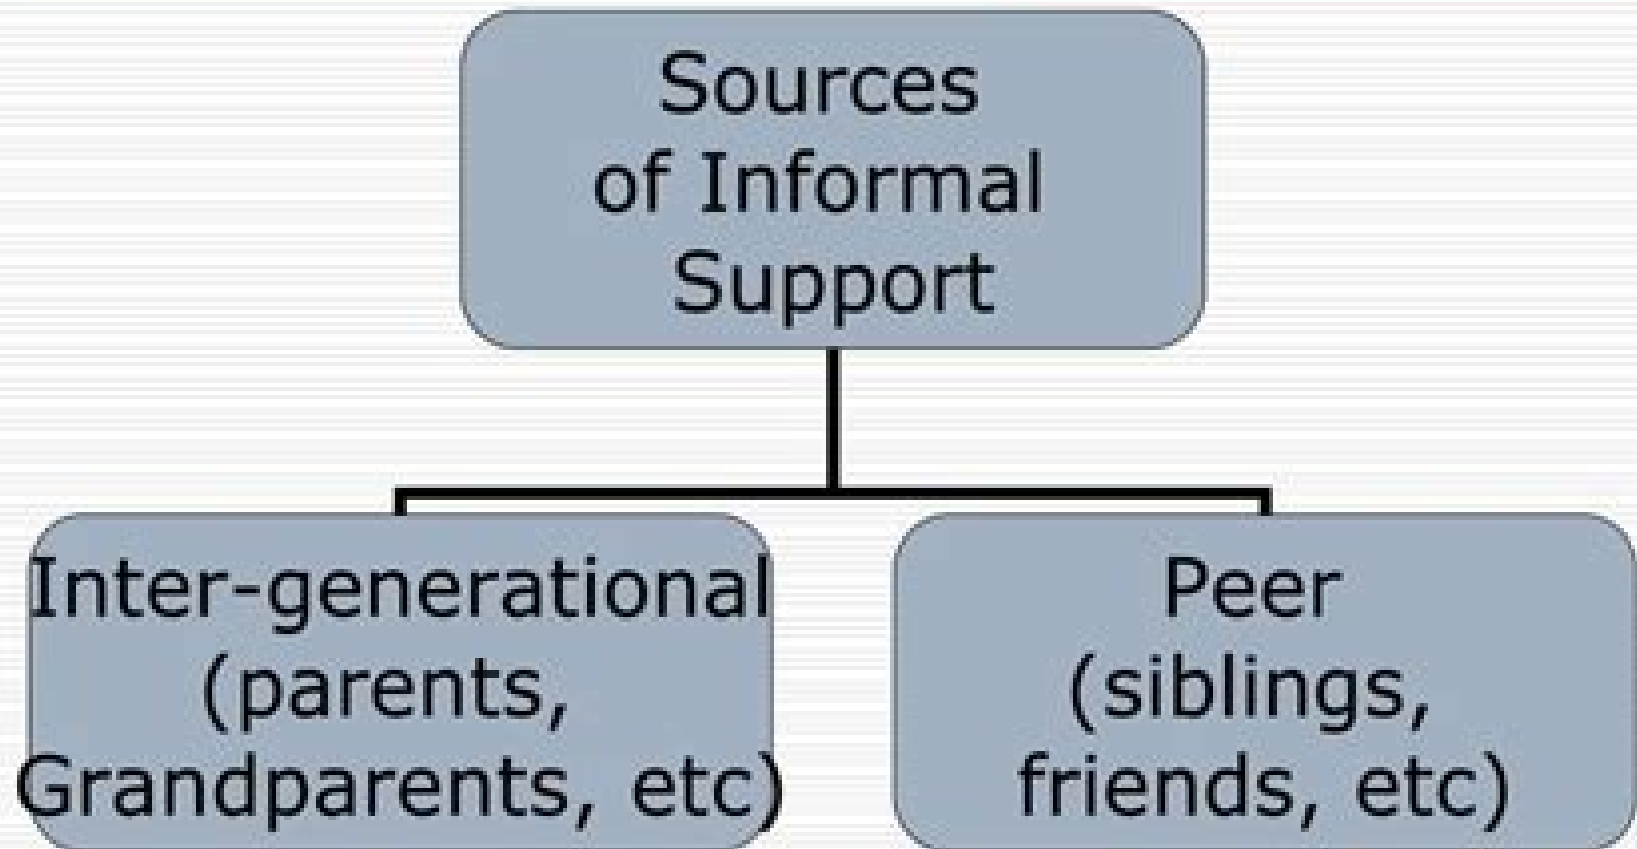 Sources
of Informal
Support
Inter-generational
(parents,
Grandparents, etc)
Peer
(siblings,
friends, etc)